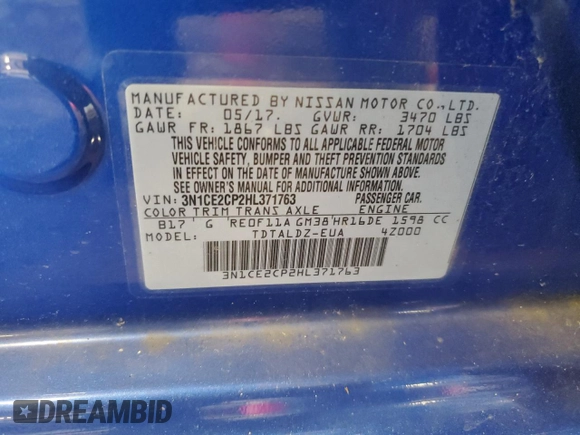 MANUFACTURED BY NISSAN MOTOR CO.,LTD.
DATE: 05/17. GVWR: 3470 LBS
GAWR FR: 1867 LBS GAWR RR: 1704 LBS
THIS VEHICLE CONFORMS TO ALL APPLICABLE FEDERAL MOTOR
VEHICLE SAFETY, BUMPER AND THEFT PREVENTION STANDARDS
IN EFFECT ON THE DATE OF MANUFACTURE SHOWN ABOVE.
SEE OWNER'S MANUAL FOR ADDITIONAL INFORMATION.
VIN: 3N1CE2CP2HL371763 PASSENGER CAR.
COLOR TRIM TRANS AXLE ENGINE
B17' G 'RE0F11A GM38'HR16DE 1598 CC
MODEL: TDTALDZ-EUA 4Z000
3N1CE2CP2HL371763
DREAMBID